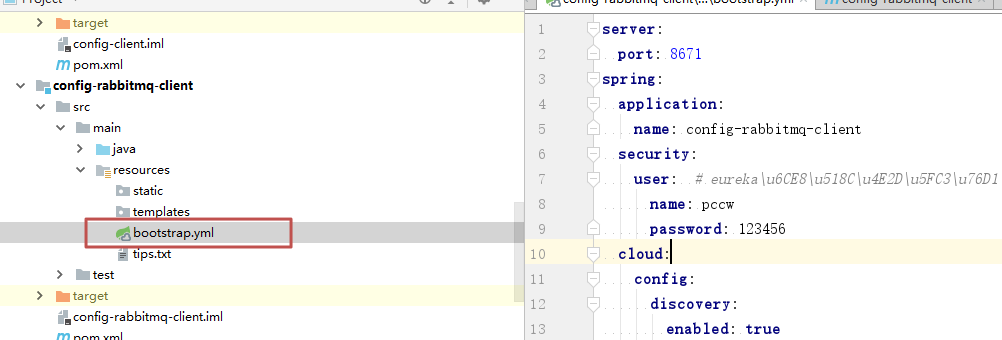 Project
target
config-client.iml
pom.xml
config-rabbitmq-client
src
main
java
resources
static
templates
bootstrap.yml
tips.txt
test
target
config-rabbitmq-client.iml
pom.xml
config-rabbitmq-client\...\bootstrap.yml
config-rabbitmq-client
1 server:
2 port: 8671
3 spring:
4 application:
5 name: config-rabbitmq-client
6 security:
7 user: #eureka\u6CE8\u518C\u4E2D\u5FC3\u76D1
8 name: pccw
9 password: 123456
10 cloud:
11 config:
12 discovery:
13 enabled: true